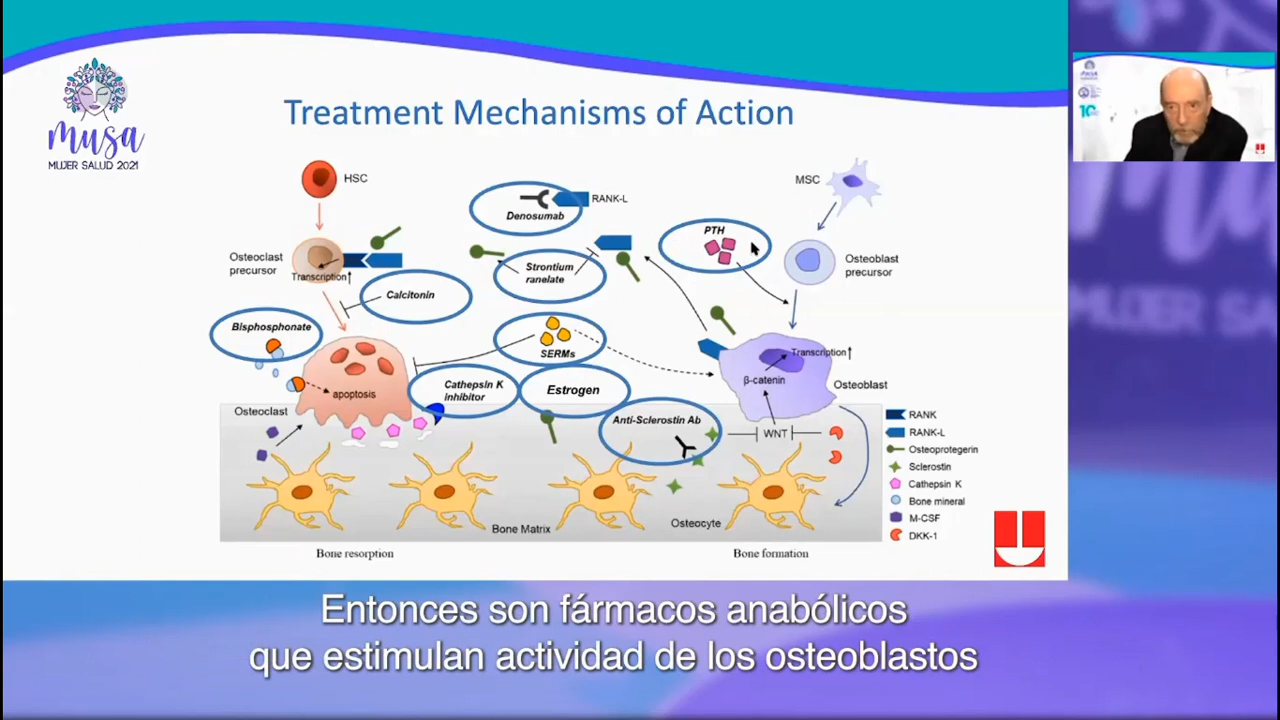 musa
MUJER SALUD 2021
Treatment Mechanisms of Action
HSC
MSC
Denosumab
RANK-L
PTH
Osteoclast
precursor
Transcription↑
Strontium
ranelate
Osteoblast
precursor
Calcitonin
Bisphosphonate
SERMs
Transcription↑
apoptosis
Cathepsin K
inhibitor
Estrogen
β-catenin
Osteoblast
Osteoclast
Anti-Sclerostin Ab
WNT
Bone Matrix
Osteocyte
RANK
RANK-L
Osteoprotegerin
Sclerostin
Cathepsin K
Bone mineral
M-CSF
DKK-1
Bone resorption
Bone formation
Entonces son fármacos anabólicos
que estimulan actividad de los osteoblastos